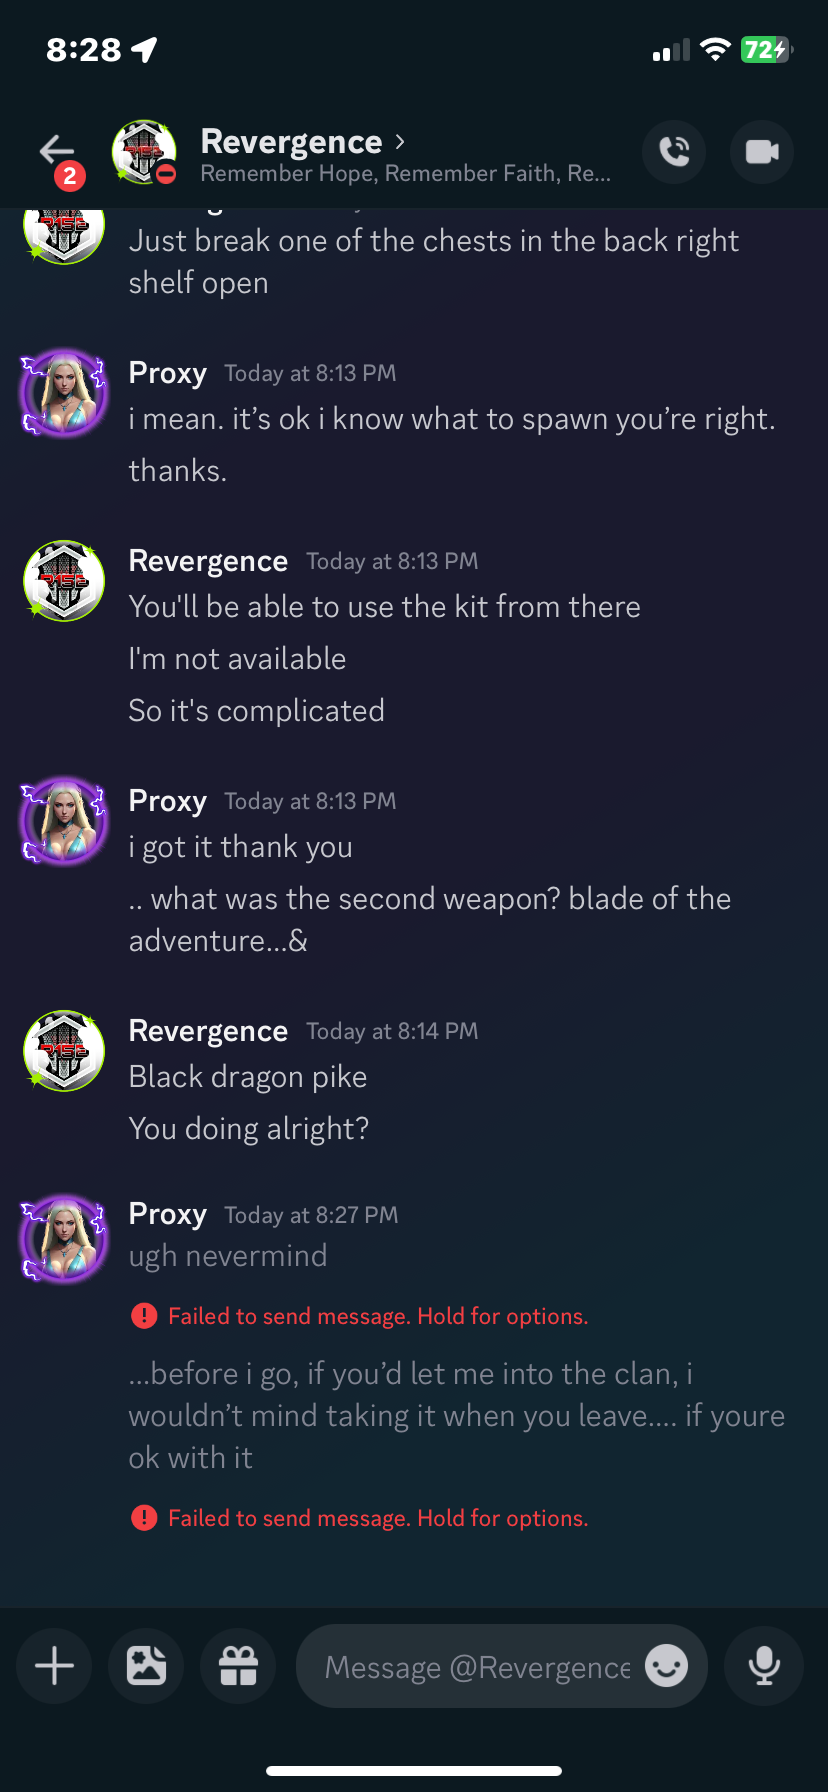 8:28
72
2
Revergence
Remember Hope, Remember Faith, Re...
Just break one of the chests in the back right
shelf open
Proxy Today at 8:13 PM
i mean. it’s ok i know what to spawn you’re right.
thanks.
Revergence Today at 8:13 PM
You'll be able to use the kit from there
I'm not available
So it's complicated
Proxy Today at 8:13 PM
i got it thank you
.. what was the second weapon? blade of the
adventure...&
Revergence Today at 8:14 PM
Black dragon pike
You doing alright?
Proxy Today at 8:27 PM
ugh nevermind
Failed to send message. Hold for options.
...before i go, if you’d let me into the clan, i
wouldn’t mind taking it when you leave.... if youre
ok with it
Failed to send message. Hold for options.
Message @Revergence